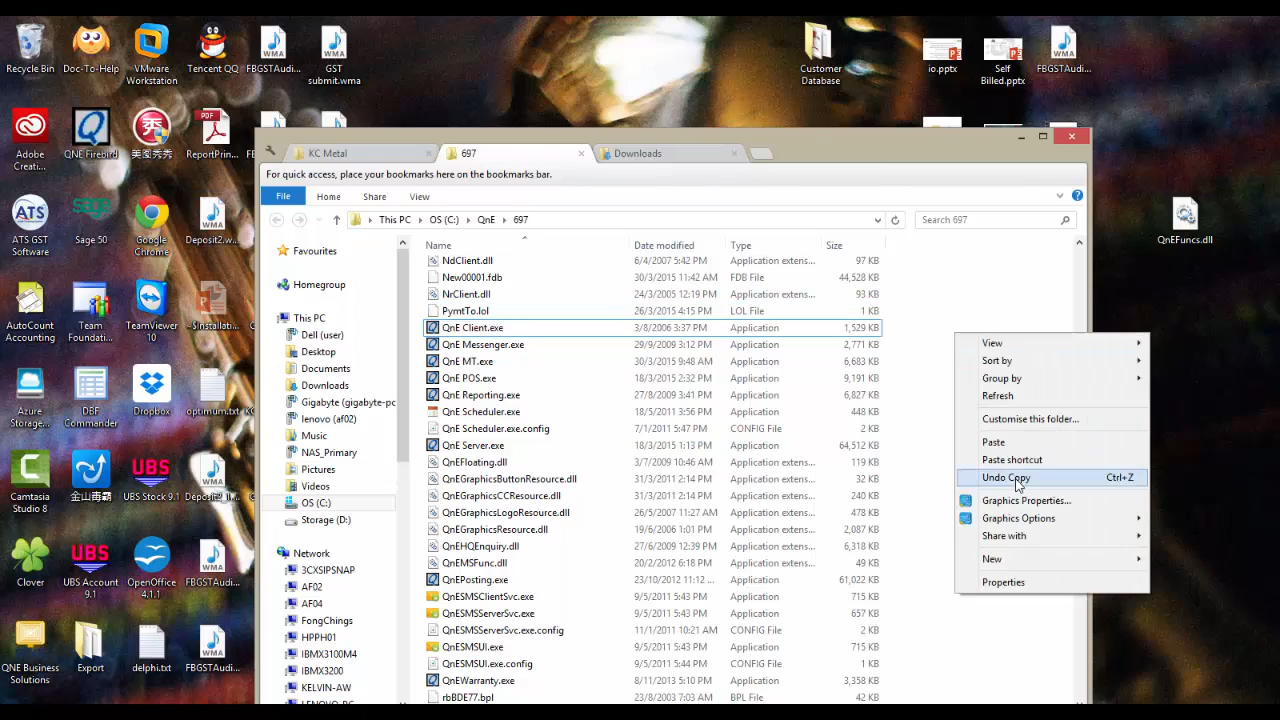 Recycle Bin
Doc-To-Help
VMware Workstation
Tencent QQ
WMA
FBGSTAudi...
WMA
GST submit.wma
Customer Database
io.pptx
Self Billed.pptx
WMA
FBGSTAudi...
Adobe Creati...
QNE Firebird
秀
美图秀秀
PDF
ReportPrin...
KC Metal
697
Downloads
For quick access, place your bookmarks here on the bookmarks bar.
File
Home
Share
View
This PC
OS (C:)
QnE
697
Search 697
ATS
ATS GST Software
sage
Sage 50
Google Chrome
WMA
Deposit2.w...
QnEFuncs.dll
AutoCount Accounting
Team Foundati...
TeamViewer 10
~$Installati...
Azure Storage...
DBF Commander
Dropbox
optimum.txt
Camtasia Studio 8
金山毒霸
UBS
UBS Stock 9.1
WMA
Clover
UBS
UBS Account 9.1
OpenOffice 4.1.1
WMA
FBGSTAudi...
QNE Business Solutions
Export
delphi.txt
WMA
FBGSTAudi...
Favourites
Homegroup
This PC
Dell (user)
Desktop
Documents
Downloads
Gigabyte (gigabyte-pc
lenovo (af02)
Music
NAS_Primary
Pictures
Videos
OS (C:)
Storage (D:)
Network
3CXSIPSNAP
AF02
AF04
FongChings
HPPH01
IBMX3100M4
IBMX3200
KELVIN-AW
Name Date modified Type Size
NdClient.dll 6/4/2007 5:42 PM Application extens... 97 KB
New00001.fdb 30/3/2015 11:42 AM FDB File 44,528 KB
NrClient.dll 24/3/2005 12:19 PM Application extens... 93 KB
PymtTo.lol 26/3/2015 4:15 PM LOL File 1 KB
QnE Client.exe 3/8/2006 3:37 PM Application 1,529 KB
QnE Messenger.exe 29/9/2009 3:12 PM Application 2,771 KB
QnE MT.exe 30/3/2015 9:48 AM Application 6,683 KB
QnE POS.exe 18/3/2015 2:32 PM Application 9,191 KB
QnE Reporting.exe 27/8/2009 3:41 PM Application 6,827 KB
QnE Scheduler.exe 18/5/2011 3:56 PM Application 448 KB
QnE Scheduler.exe.config 7/1/2011 5:47 PM CONFIG File 2 KB
QnE Server.exe 18/3/2015 1:13 PM Application 64,512 KB
QnEFloating.dll 3/7/2009 10:46 AM Application extens... 119 KB
QnEGraphicsButtonResource.dll 31/3/2011 2:14 PM Application extens... 32 KB
QnEGraphicsCCResource.dll 31/3/2011 2:14 PM Application extens... 240 KB
QnEGraphicsLogoResource.dll 26/5/2007 11:27 AM Application extens... 478 KB
QnEGraphicsResource.dll 19/6/2006 1:01 PM Application extens... 2,087 KB
QnEHQEnquiry.dll 27/6/2009 12:39 PM Application extens... 6,318 KB
QnEMSFunc.dll 20/2/2012 6:18 PM Application extens... 49 KB
QnEPosting.exe 23/10/2012 11:12 ... Application 61,022 KB
QnESMSClientSvc.exe 9/5/2011 5:43 PM Application 715 KB
QnESMSServerSvc.exe 9/5/2011 5:43 PM Application 657 KB
QnESMSServerSvc.exe.config 11/1/2011 10:21 AM CONFIG File 2 KB
QnESMSUI.exe 9/5/2011 5:43 PM Application 715 KB
QnESMSUI.exe.config 9/5/2011 5:44 PM CONFIG File 2 KB
QnEWarranty.exe 8/11/2013 5:10 PM Application 3,358 KB
rbBDE77.bpl 23/8/2003 7:03 AM BPL File 42 KB
View
Sort by
Group by
Refresh
Customise this folder...
Paste
Paste shortcut
Undo Copy Ctrl+Z
Graphics Properties...
Graphics Options
Share with
New
Properties